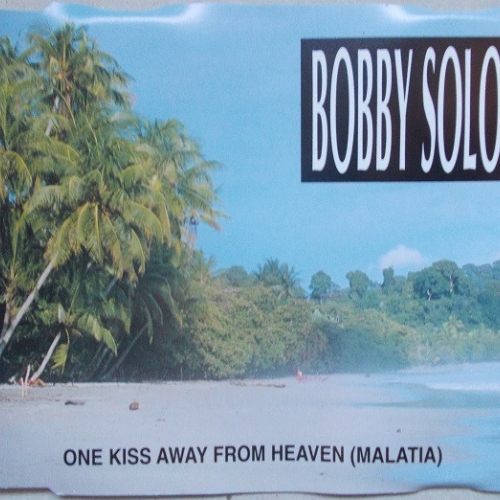 BOBBY SOLO
ONE KISS AWAY FROM HEAVEN (MALATIA)